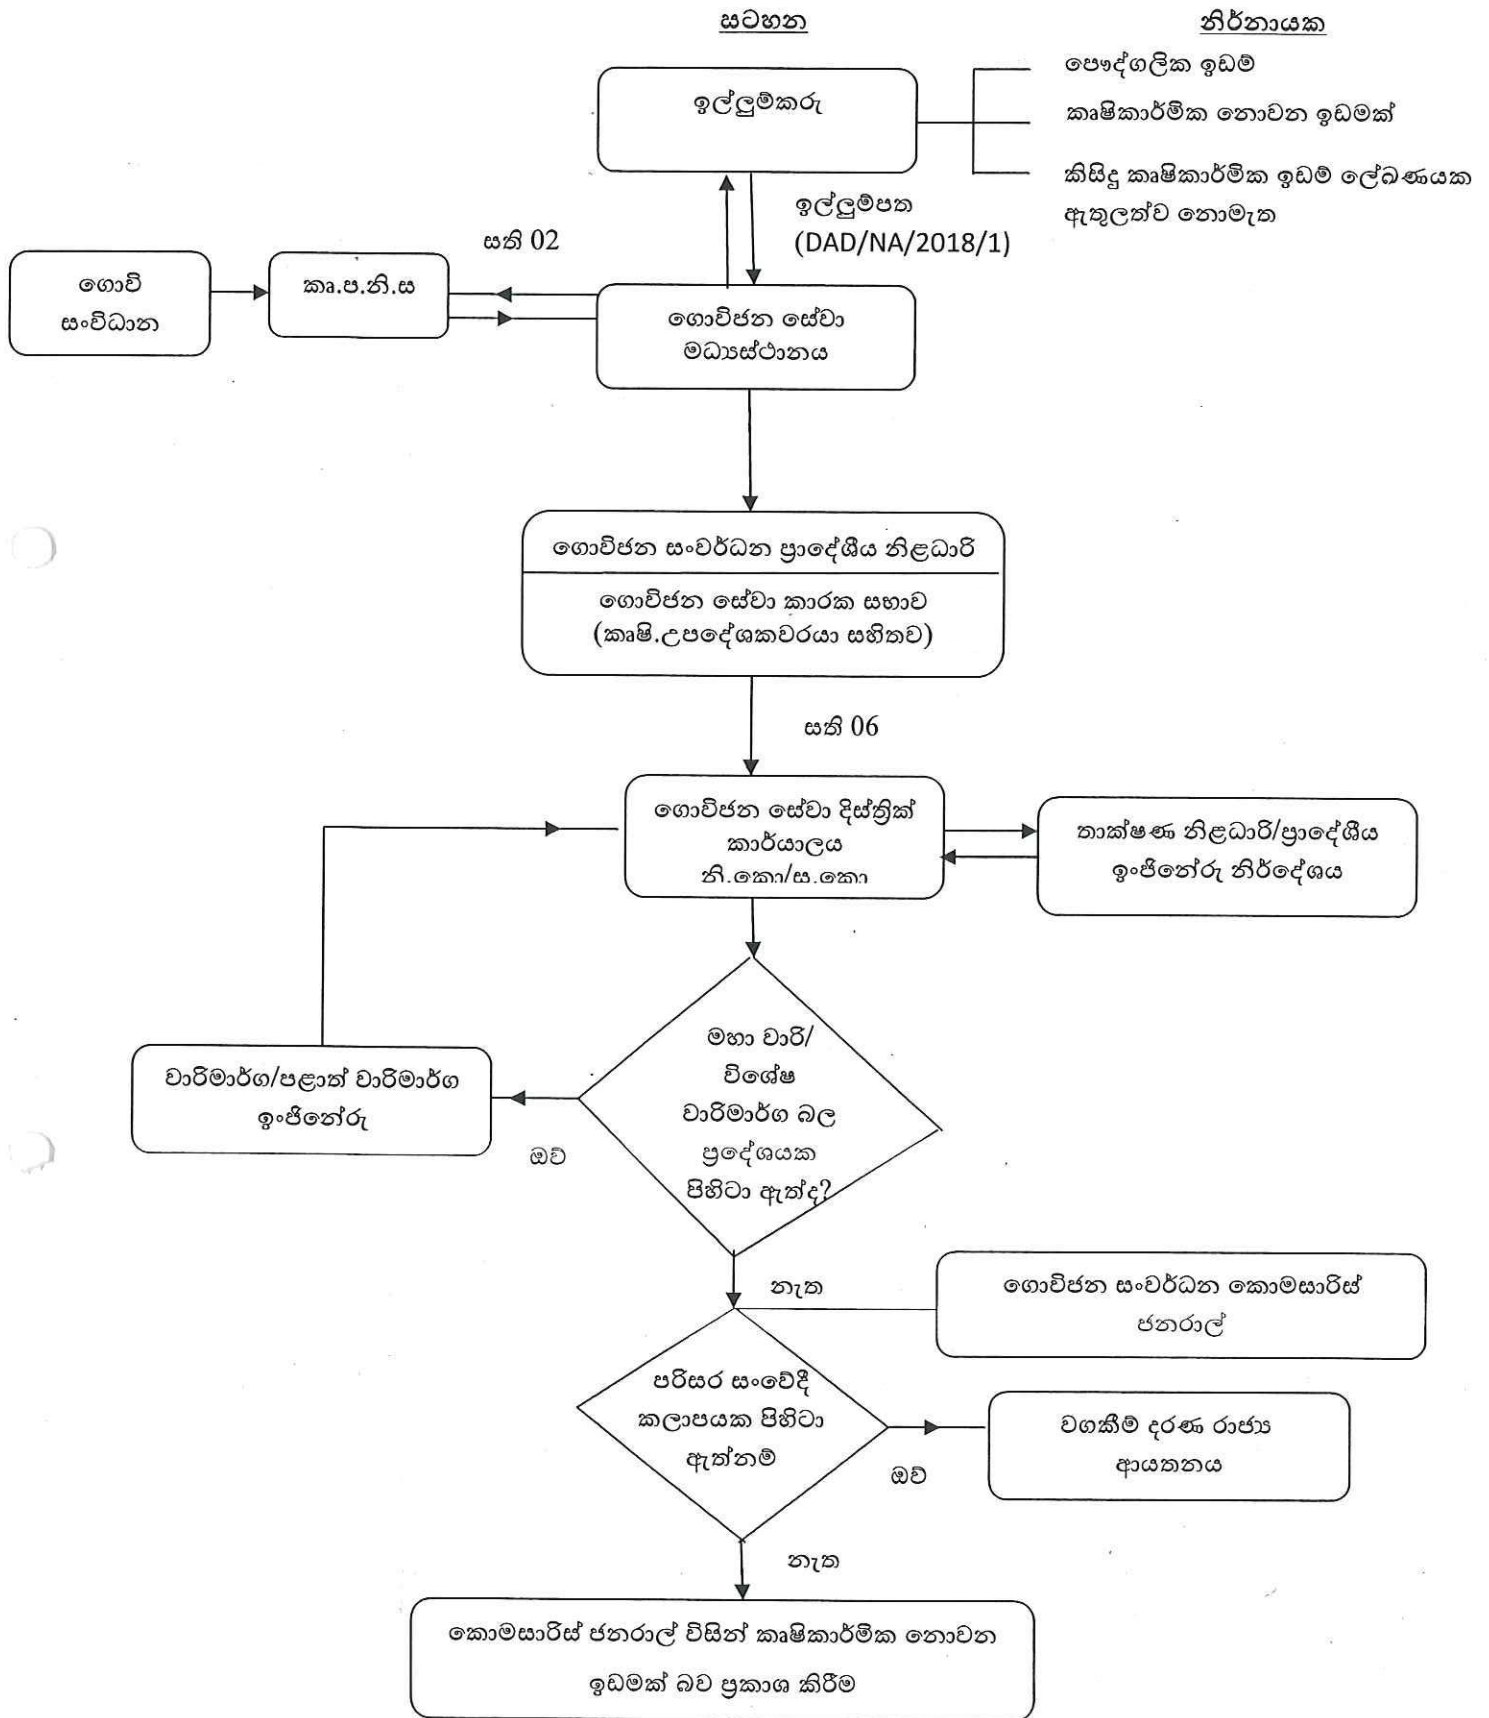 සටහන
නිර්නායක
ඉල්ලුම්කරු
පෞද්ගලික ඉඩම්
කෘෂිකාර්මික නොවන ඉඩමක්
කිසිදු කෘෂිකාර්මික ඉඩම් ලේඛණයක
ඇතුලත්ව නොමැත
ඉල්ලුම්පත
(DAD/NA/2018/1)
සති 02
ගොවි
සංවිධාන
කෘ.ප.නි.ස
ගොවිජන සේවා
මධ්‍යස්ථානය
ගොවිජන සංවර්ධන ප්‍රාදේශීය නිළධාරි
ගොවිජන සේවා කාරක සභාව
(කෘෂි.උපදේශකවරයා සහිතව)
සති 06
ගොවිජන සේවා දිස්ත්‍රික්
කාර්යාලය
නි.කො/ස.කො
තාක්ෂණ නිළධාරි/ප්‍රාදේශීය
ඉංජිනේරු නිර්දේශය
මහා වාරි/
විශේෂ
වාරිමාර්ග බල
ප්‍රදේශයක
පිහිටා ඇත්ද?
වාරිමාර්ග/පළාත් වාරිමාර්ග
ඉංජිනේරු
ඔව්
නැත
ගොවිජන සංවර්ධන කොමසාරිස්
ජනරාල්
පරිසර සංවේදී
කලාපයක පිහිටා
ඇත්නම්
ඔව්
වගකීම් දරණ රාජ්‍ය
ආයතනය
නැත
කොමසාරිස් ජනරාල් විසින් කෘෂිකාර්මික නොවන
ඉඩමක් බව ප්‍රකාශ කිරීම